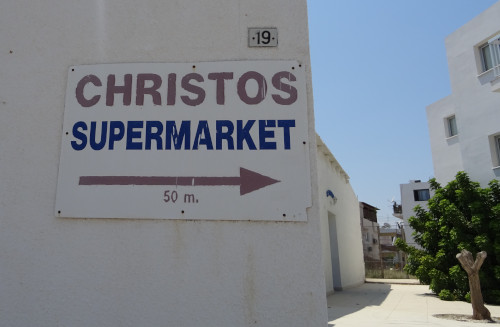 19
CHRISTOS
SUPERMARKET
50 m.